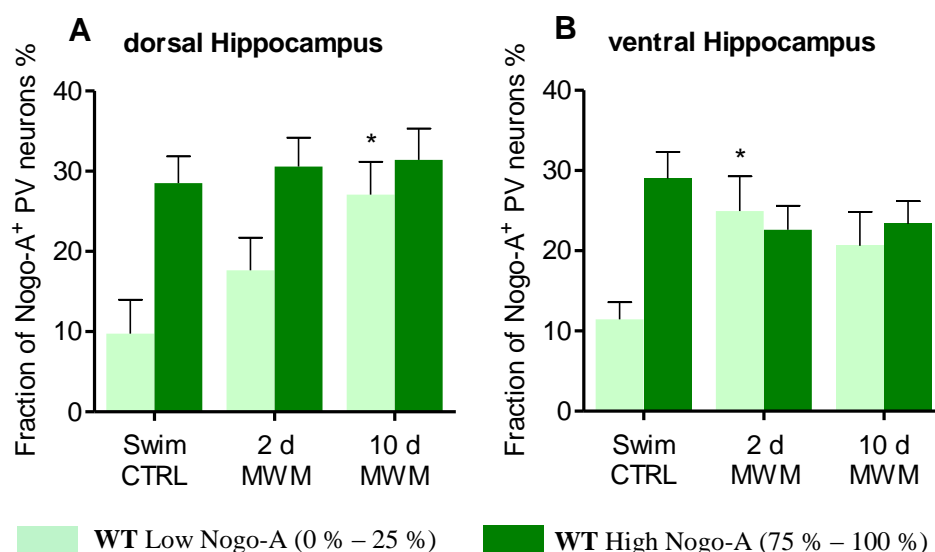 A dorsal Hippocampus
Fraction of Nogo-A⁺ PV neurons %
40
30
20
10
0
*
Swim
CTRL
2 d
MWM
10 d
MWM
B ventral Hippocampus
Fraction of Nogo-A⁺ PV neurons %
40
30
20
10
0
*
Swim
CTRL
2 d
MWM
10 d
MWM
WT Low Nogo-A (0 % – 25 %)
WT High Nogo-A (75 % – 100 %)